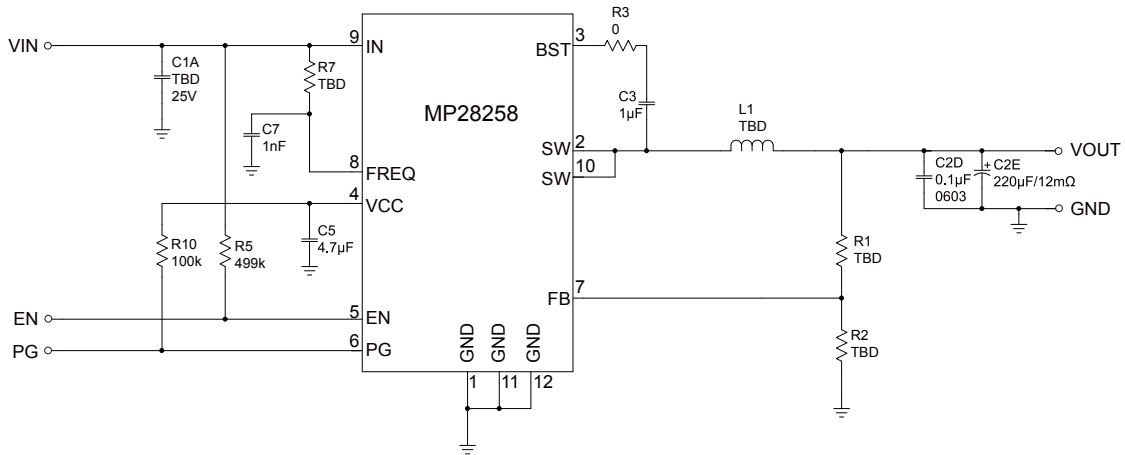 R3
0
VIN
9
IN
3
BST
C1A
TBD
25V
R7
TBD
MP28258
C3
1µF
L1
TBD
C7
1nF
8
FREQ
SW
2
SW
10
VOUT
C2D
0.1µF
0603
+
C2E
220µF/12mΩ
GND
4
VCC
R10
100k
R5
499k
C5
4.7µF
R1
TBD
7
FB
EN
5
EN
PG
6
PG
GND
GND
GND
1
11
12
R2
TBD